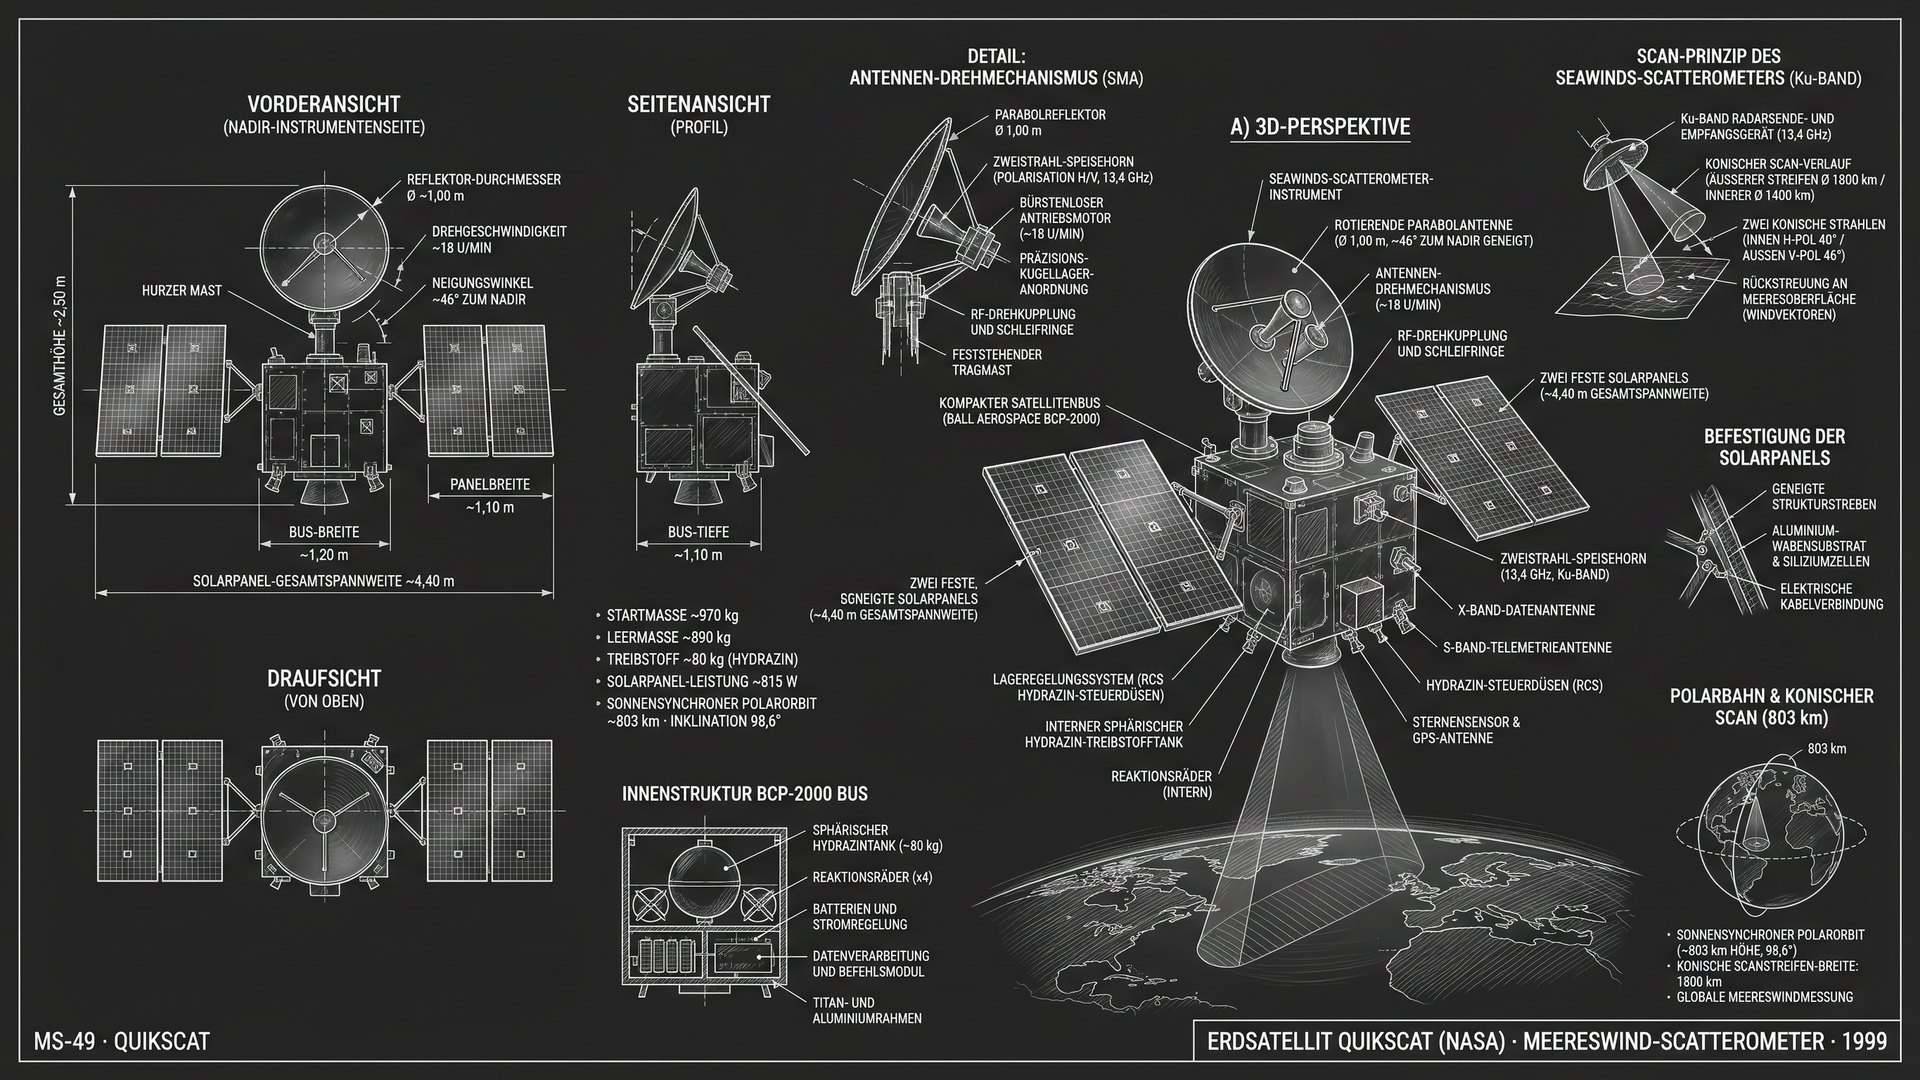 VORDERANSICHT
(NADIR-INSTRUMENTENSEITE)
REFLEKTOR-DURCHMESSER
Ø ~1,00 m
DREHGESCHWINDIGKEIT
~18 U/MIN
NEIGUNGSWINKEL
~46° ZUM NADIR
HURZER MAST
GESAMTHÖHE ~2,50 m
PANELBREITE
~1,10 m
BUS-BREITE
~1,20 m
SOLARPANEL-GESAMTSPANNWEITE ~4,40 m
SEITENANSICHT
(PROFIL)
BUS-TIEFE
~1,10 m
DETAIL:
ANTENNEN-DREHMECHANISMUS (SMA)
PARABOLREFLEKTOR
Ø 1,00 m
ZWEISTRAHL-SPEISEHORN
(POLARISATION H/V, 13,4 GHz)
BÜRSTENLOSER
ANTRIEBSMOTOR
(~18 U/MIN)
PRÄZISIONS-
KUGELLAGER-
ANORDNUNG
RF-DREHKUPPLUNG
UND SCHLEIFRINGE
FESTSTEHENDER
TRAGMAST
A) 3D-PERSPEKTIVE
SEAWINDS-SCATTEROMETER-
INSTRUMENT
ROTIERENDE PARABOLANTENNE
(Ø 1,00 m, ~46° ZUM NADIR GENEIGT)
ANTENNEN-
DREHMECHANISMUS
(~18 U/MIN)
RF-DREHKUPPLUNG
UND SCHLEIFRINGE
KOMPAKTER SATELLITENBUS
(BALL AEROSPACE BCP-2000)
ZWEI FESTE SOLARPANELS
(~4,40 m GESAMTSPANNWEITE)
ZWEISTRAHL-SPEISEHORN
(13,4 GHz, Ku-BAND)
X-BAND-DATENANTENNE
S-BAND-TELEMETRIEANTENNE
HYDRAZIN-STEUERDÜSEN (RCS)
STERNENSENSOR &
GPS-ANTENNE
ZWEI FESTE,
GNEIGTE SOLARPANELS
(~4,40 m GESAMTSPANNWEITE)
LAGEREGELUNGSSYSTEM (RCS
HYDRAZIN-STEUERDÜSEN)
INTERNER SPHÄRISCHER
HYDRAZIN-TREIBSTOFFTANK
REAKTIONSRÄDER
(INTERN)
SCAN-PRINZIP DES
SEAWINDS-SCATTEROMETERS (Ku-BAND)
Ku-BAND RADARSENDE- UND
EMPFANGSGERÄT (13,4 GHz)
KONISCHER SCAN-VERLAUF
(ÄUSSERER STREIFEN Ø 1800 km /
INNERER Ø 1400 km)
ZWEI KONISCHE STRAHLEN
(INNEN H-POL 40° /
AUSSEN V-POL 46°)
RÜCKSTREUUNG AN
MEERESOBERFLÄCHE
(WINDVEKTOREN)
BEFESTIGUNG DER
SOLARPANELS
GENEIGTE
STRUKTURSTREBEN
ALUMINIUM-
WABENSUBSTRAT
& SILIZIUMZELLEN
ELEKTRISCHE
KABELVERBINDUNG
• STARTMASSE ~970 kg
• LEERMASSE ~890 kg
• TREIBSTOFF ~80 kg (HYDRAZIN)
• SOLARPANEL-LEISTUNG ~815 W
• SONNENSYNCHRONER POLARORBIT
~803 km · INKLINATION 98,6°
DRAUFSICHT
(VON OBEN)
INNENSTRUKTUR BCP-2000 BUS
SPHÄRISCHER
HYDRAZINTANK (~80 kg)
REAKTIONSRÄDER (x4)
BATTERIEN UND
STROMREGELUNG
DATENVERARBEITUNG
UND BEFEHLSMODUL
TITAN- UND
ALUMINIUMRAHMEN
POLARBAHN & KONISCHER
SCAN (803 km)
803 km
• SONNENSYNCHRONER POLARORBIT
(~803 km HÖHE, 98,6°)
• KONISCHE SCANSTREIFEN-BREITE:
1800 km
• GLOBALE MEERESWINDMESSUNG
MS-49 · QUIKSCAT
ERDSATELLIT QUIKSCAT (NASA) · MEERESWIND-SCATTEROMETER · 1999